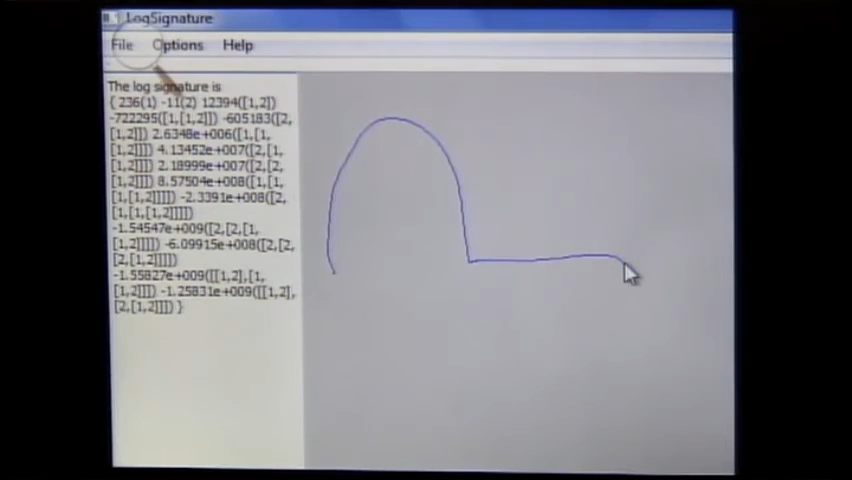 LogSignature
File Options Help
The log signature is
{ 236(1) -11(2) 12394([1,2])
-722295([1,[1,2]]) -605183([2,
[1,2]]) 2.6348e+006([1,[1,
[1,2]]]) 4.13452e+007([2,[1,
[1,2]]]) 2.18999e+007([2,[2,
[1,2]]]) 8.57504e+008([1,[1,
[1,[1,2]]]]) -2.3391e+008([2,
[1,[1,[1,2]]]])
-1.54547e+009([2,[2,[1,
[1,2]]]]) -6.09915e+008([2,[2,
[2,[1,2]]]])
-1.55827e+009([[1,2],[1,
[1,2]]]) -1.25831e+009([[1,2],
[2,[1,2]]]) }